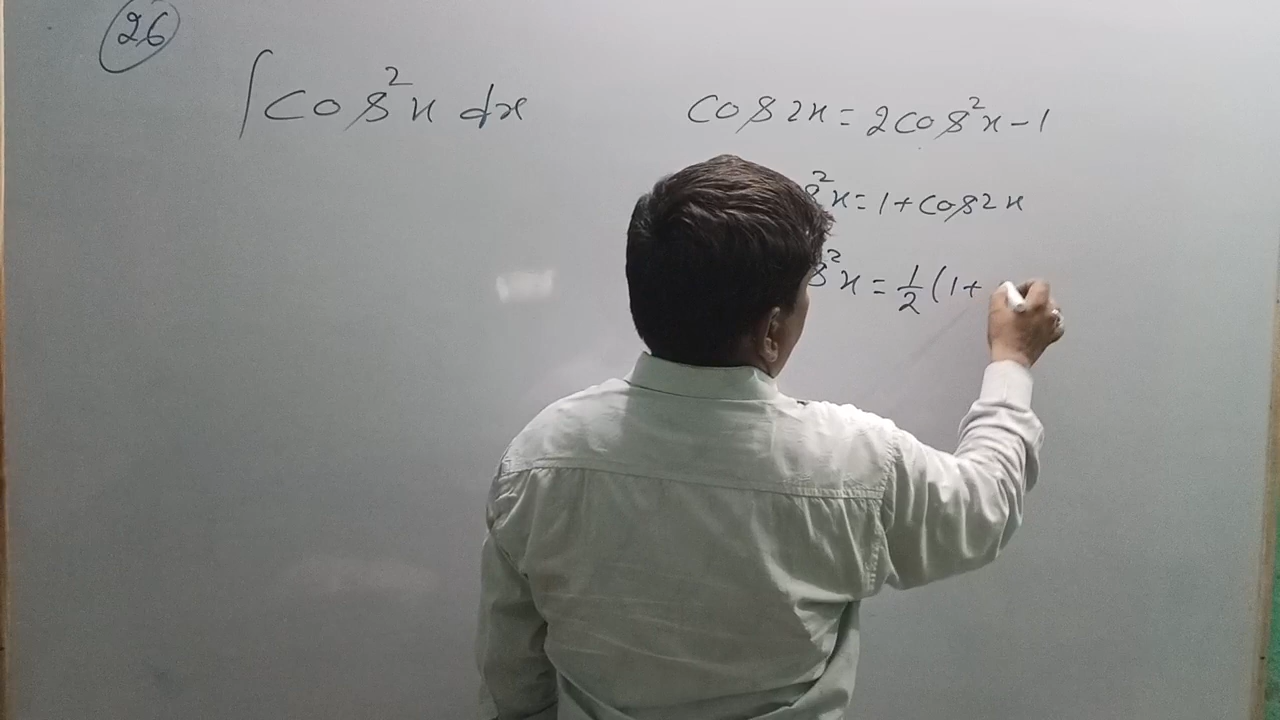 26
∫cos²x dx
cos2x = 2cos²x-1
²x = 1+cos2x
²x = 1/2 (1+